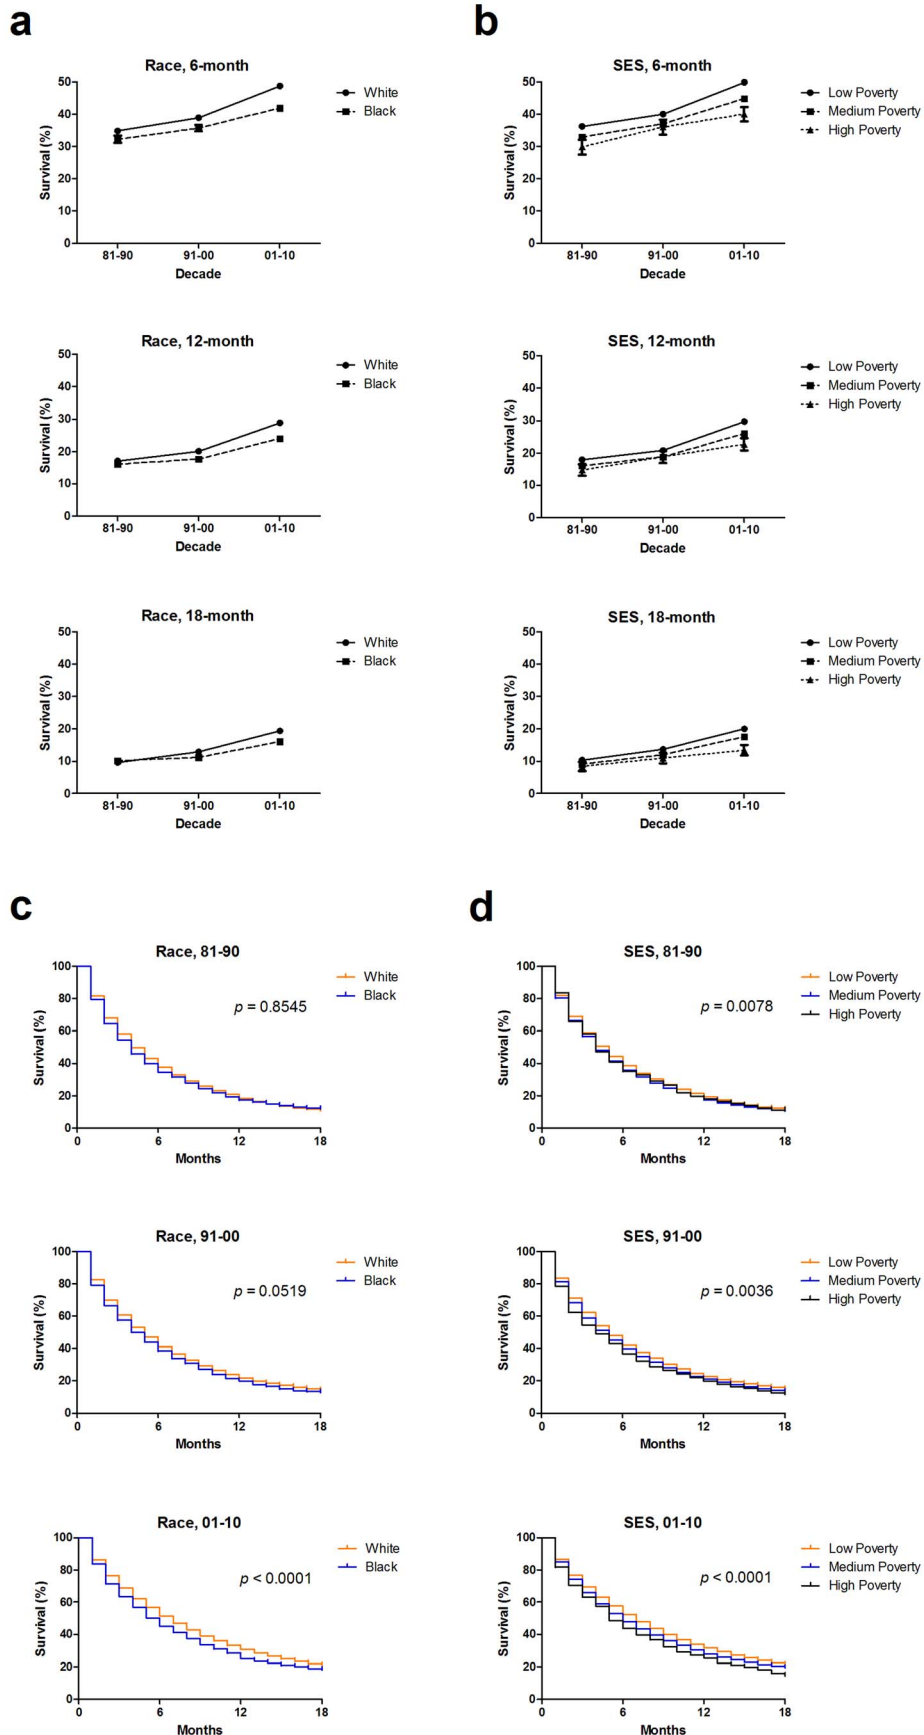 a
Race, 6-month
50
40
30
20
10
0
Survival (%)
81-90 91-00 01-10
Decade
White
Black
Race, 12-month
50
40
30
20
10
0
Survival (%)
81-90 91-00 01-10
Decade
White
Black
Race, 18-month
50
40
30
20
10
0
Survival (%)
81-90 91-00 01-10
Decade
White
Black
b
SES, 6-month
50
40
30
20
10
0
Survival (%)
81-90 91-00 01-10
Decade
Low Poverty
Medium Poverty
High Poverty
SES, 12-month
50
40
30
20
10
0
Survival (%)
81-90 91-00 01-10
Decade
Low Poverty
Medium Poverty
High Poverty
SES, 18-month
50
40
30
20
10
0
Survival (%)
81-90 91-00 01-10
Decade
Low Poverty
Medium Poverty
High Poverty
c
Race, 81-90
100
80
60
40
20
0
Survival (%)
0 6 12 18
Months
p = 0.8545
White
Black
Race, 91-00
100
80
60
40
20
0
Survival (%)
0 6 12 18
Months
p = 0.0519
White
Black
Race, 01-10
100
80
60
40
20
0
Survival (%)
0 6 12 18
Months
p < 0.0001
White
Black
d
SES, 81-90
100
80
60
40
20
0
Survival (%)
0 6 12 18
Months
p = 0.0078
Low Poverty
Medium Poverty
High Poverty
SES, 91-00
100
80
60
40
20
0
Survival (%)
0 6 12 18
Months
p = 0.0036
Low Poverty
Medium Poverty
High Poverty
SES, 01-10
100
80
60
40
20
0
Survival (%)
0 6 12 18
Months
p < 0.0001
Low Poverty
Medium Poverty
High Poverty